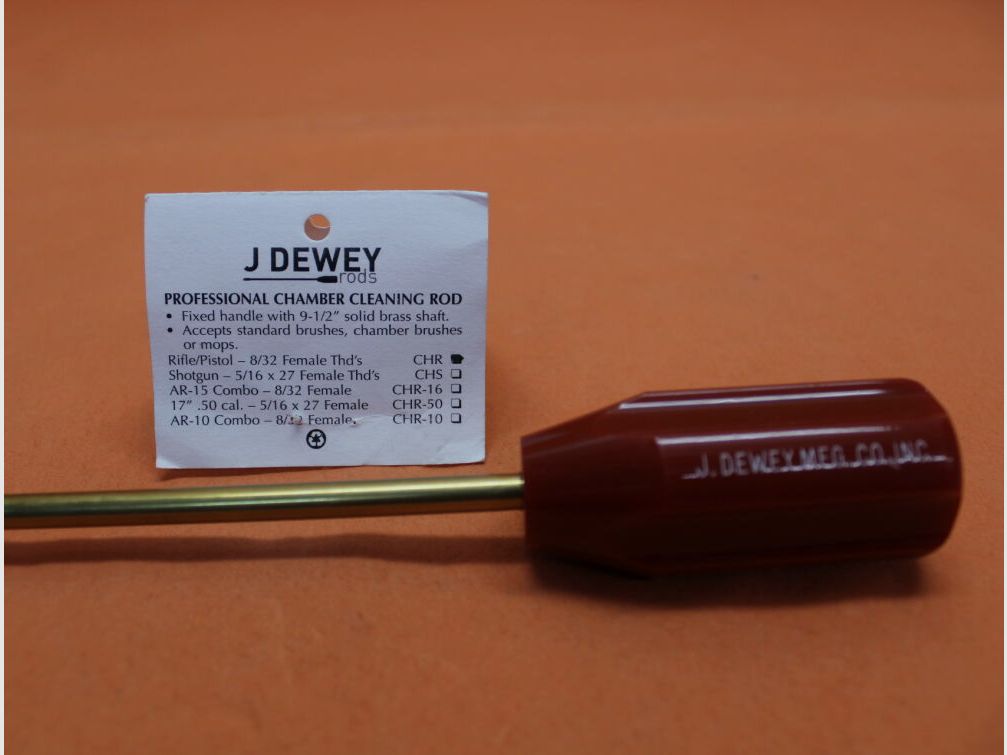 J DEWEY
rods
PROFESSIONAL CHAMBER CLEANING ROD
• Fixed handle with 9-1/2” solid brass shaft.
• Accepts standard brushes, chamber brushes
or mops.
Rifle/Pistol – 8/32 Female Thd's CHR
Shotgun – 5/16 x 27 Female Thd's CHS ❏
AR-15 Combo – 8/32 Female CHR-16 ❏
17” .50 cal. – 5/16 x 27 Female CHR-50 ❏
AR-10 Combo – 8/32 Female. CHR-10 ❏
J. DEWEY MFG. CO. INC.